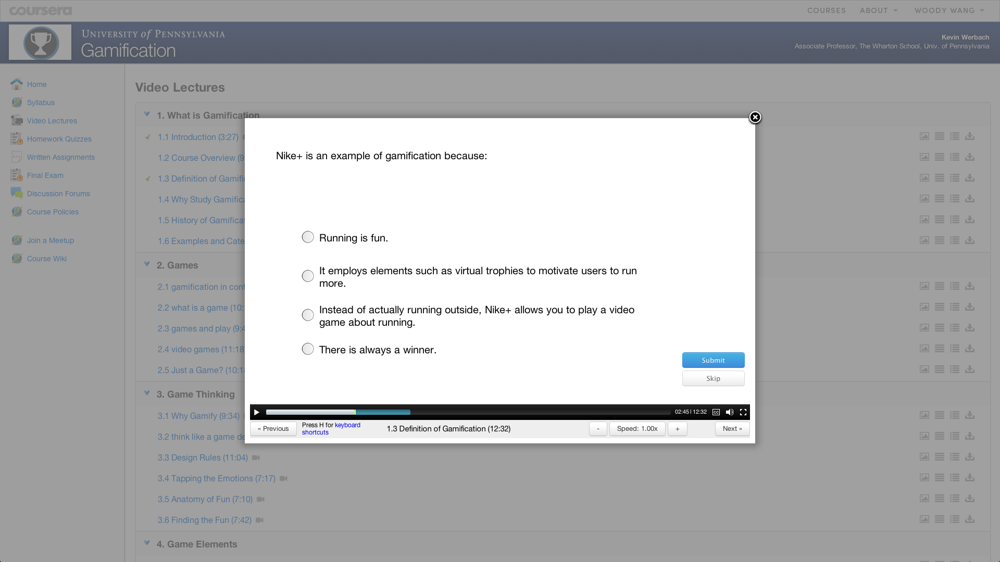 coursera
COURSES ABOUT WOODY WANG
UNIVERSITY of PENNSYLVANIA
Gamification
Kevin Werbach
Associate Professor, The Wharton School, Univ. of Pennsylvania
Home
Syllabus
Video Lectures
Homework Quizzes
Written Assignments
Final Exam
Discussion Forums
Course Policies
Join a Meetup
Course Wiki
Video Lectures
1. What is Gamification
1.1 Introduction (3:27)
1.2 Course Overview (9
1.3 Definition of Gamifi
1.4 Why Study Gamifica
1.5 History of Gamifica
1.6 Examples and Cate
2. Games
2.1 gamification in con
2.2 what is a game (10:
2.3 games and play (9:4
2.4 video games (11:18
2.5 Just a Game? (10:18
3. Game Thinking
3.1 Why Gamify (9:34)
3.2 think like a game de
3.3 Design Rules (11:04)
3.4 Tapping the Emotions (7:17)
3.5 Anatomy of Fun (7:10)
3.6 Finding the Fun (7:42)
4. Game Elements
Nike+ is an example of gamification because:
Running is fun.
It employs elements such as virtual trophies to motivate users to run
more.
Instead of actually running outside, Nike+ allows you to play a video
game about running.
There is always a winner.
Submit
Skip
02:45 | 12:32 CC
« Previous
Press H for keyboard
shortcuts
1.3 Definition of Gamification (12:32)
- Speed: 1.00x +
Next »